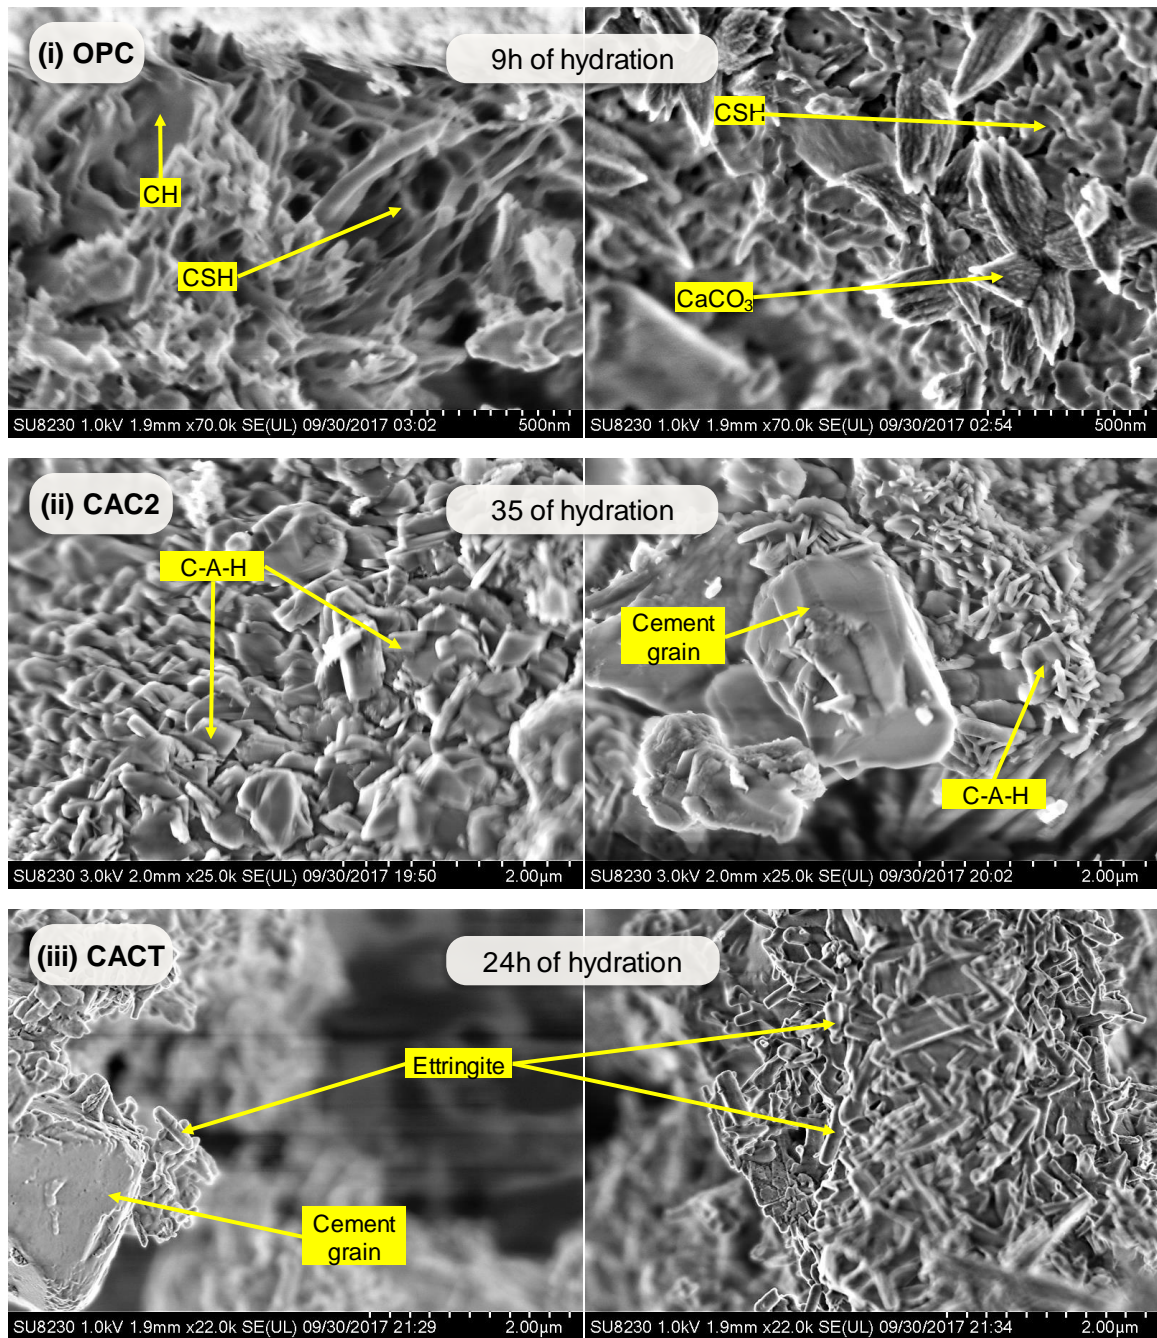 (i) OPC
9h of hydration
CH
CSH
CSH
CaCO₃
SU8230 1.0kV 1.9mm x70.0k SE(UL) 09/30/2017 03:02
500nm
SU8230 1.0kV 1.9mm x70.0k SE(UL) 09/30/2017 02:54
500nm
(ii) CAC2
35 of hydration
C-A-H
Cement
grain
C-A-H
SU8230 3.0kV 2.0mm x25.0k SE(UL) 09/30/2017 19:50
2.00µm
SU8230 3.0kV 2.0mm x25.0k SE(UL) 09/30/2017 20:02
2.00µm
(iii) CACT
24h of hydration
Ettringite
Cement
grain
SU8230 1.0kV 1.9mm x22.0k SE(UL) 09/30/2017 21:29
2.00µm
SU8230 1.0kV 1.9mm x22.0k SE(UL) 09/30/2017 21:34
2.00µm